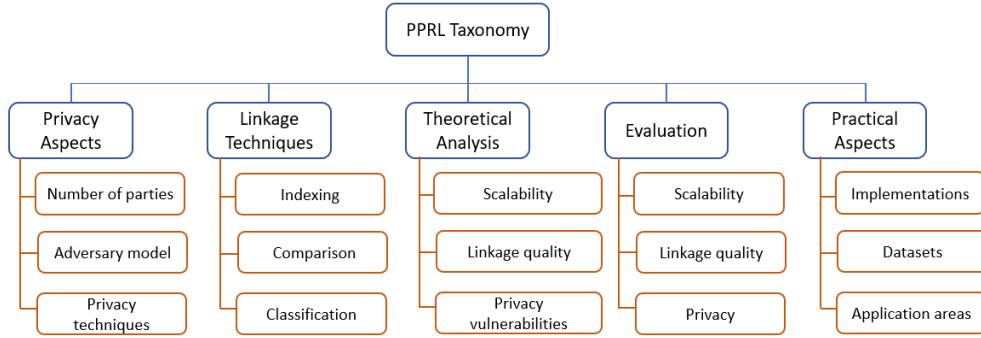 PPRL Taxonomy
Privacy
Aspects
Number of parties
Adversary model
Privacy
techniques
Linkage
Techniques
Indexing
Comparison
Classification
Theoretical
Analysis
Scalability
Linkage quality
Privacy
vulnerabilities
Evaluation
Scalability
Linkage quality
Privacy
Practical
Aspects
Implementations
Datasets
Application areas